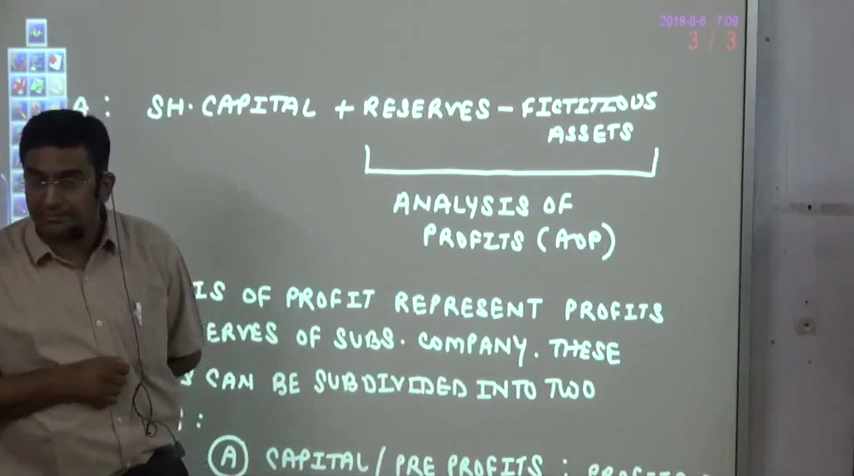 2018-8-6 7:09
3 / 3
A : SH. CAPITAL + RESERVES - FICTITIOUS
ASSETS
ANALYSIS OF
PROFITS (AOP)
IS OF PROFIT REPRESENT PROFITS
ERVES OF SUBS. COMPANY. THESE
S CAN BE SUBDIVIDED INTO TWO
:
(A) CAPITAL/PRE PROFITS :